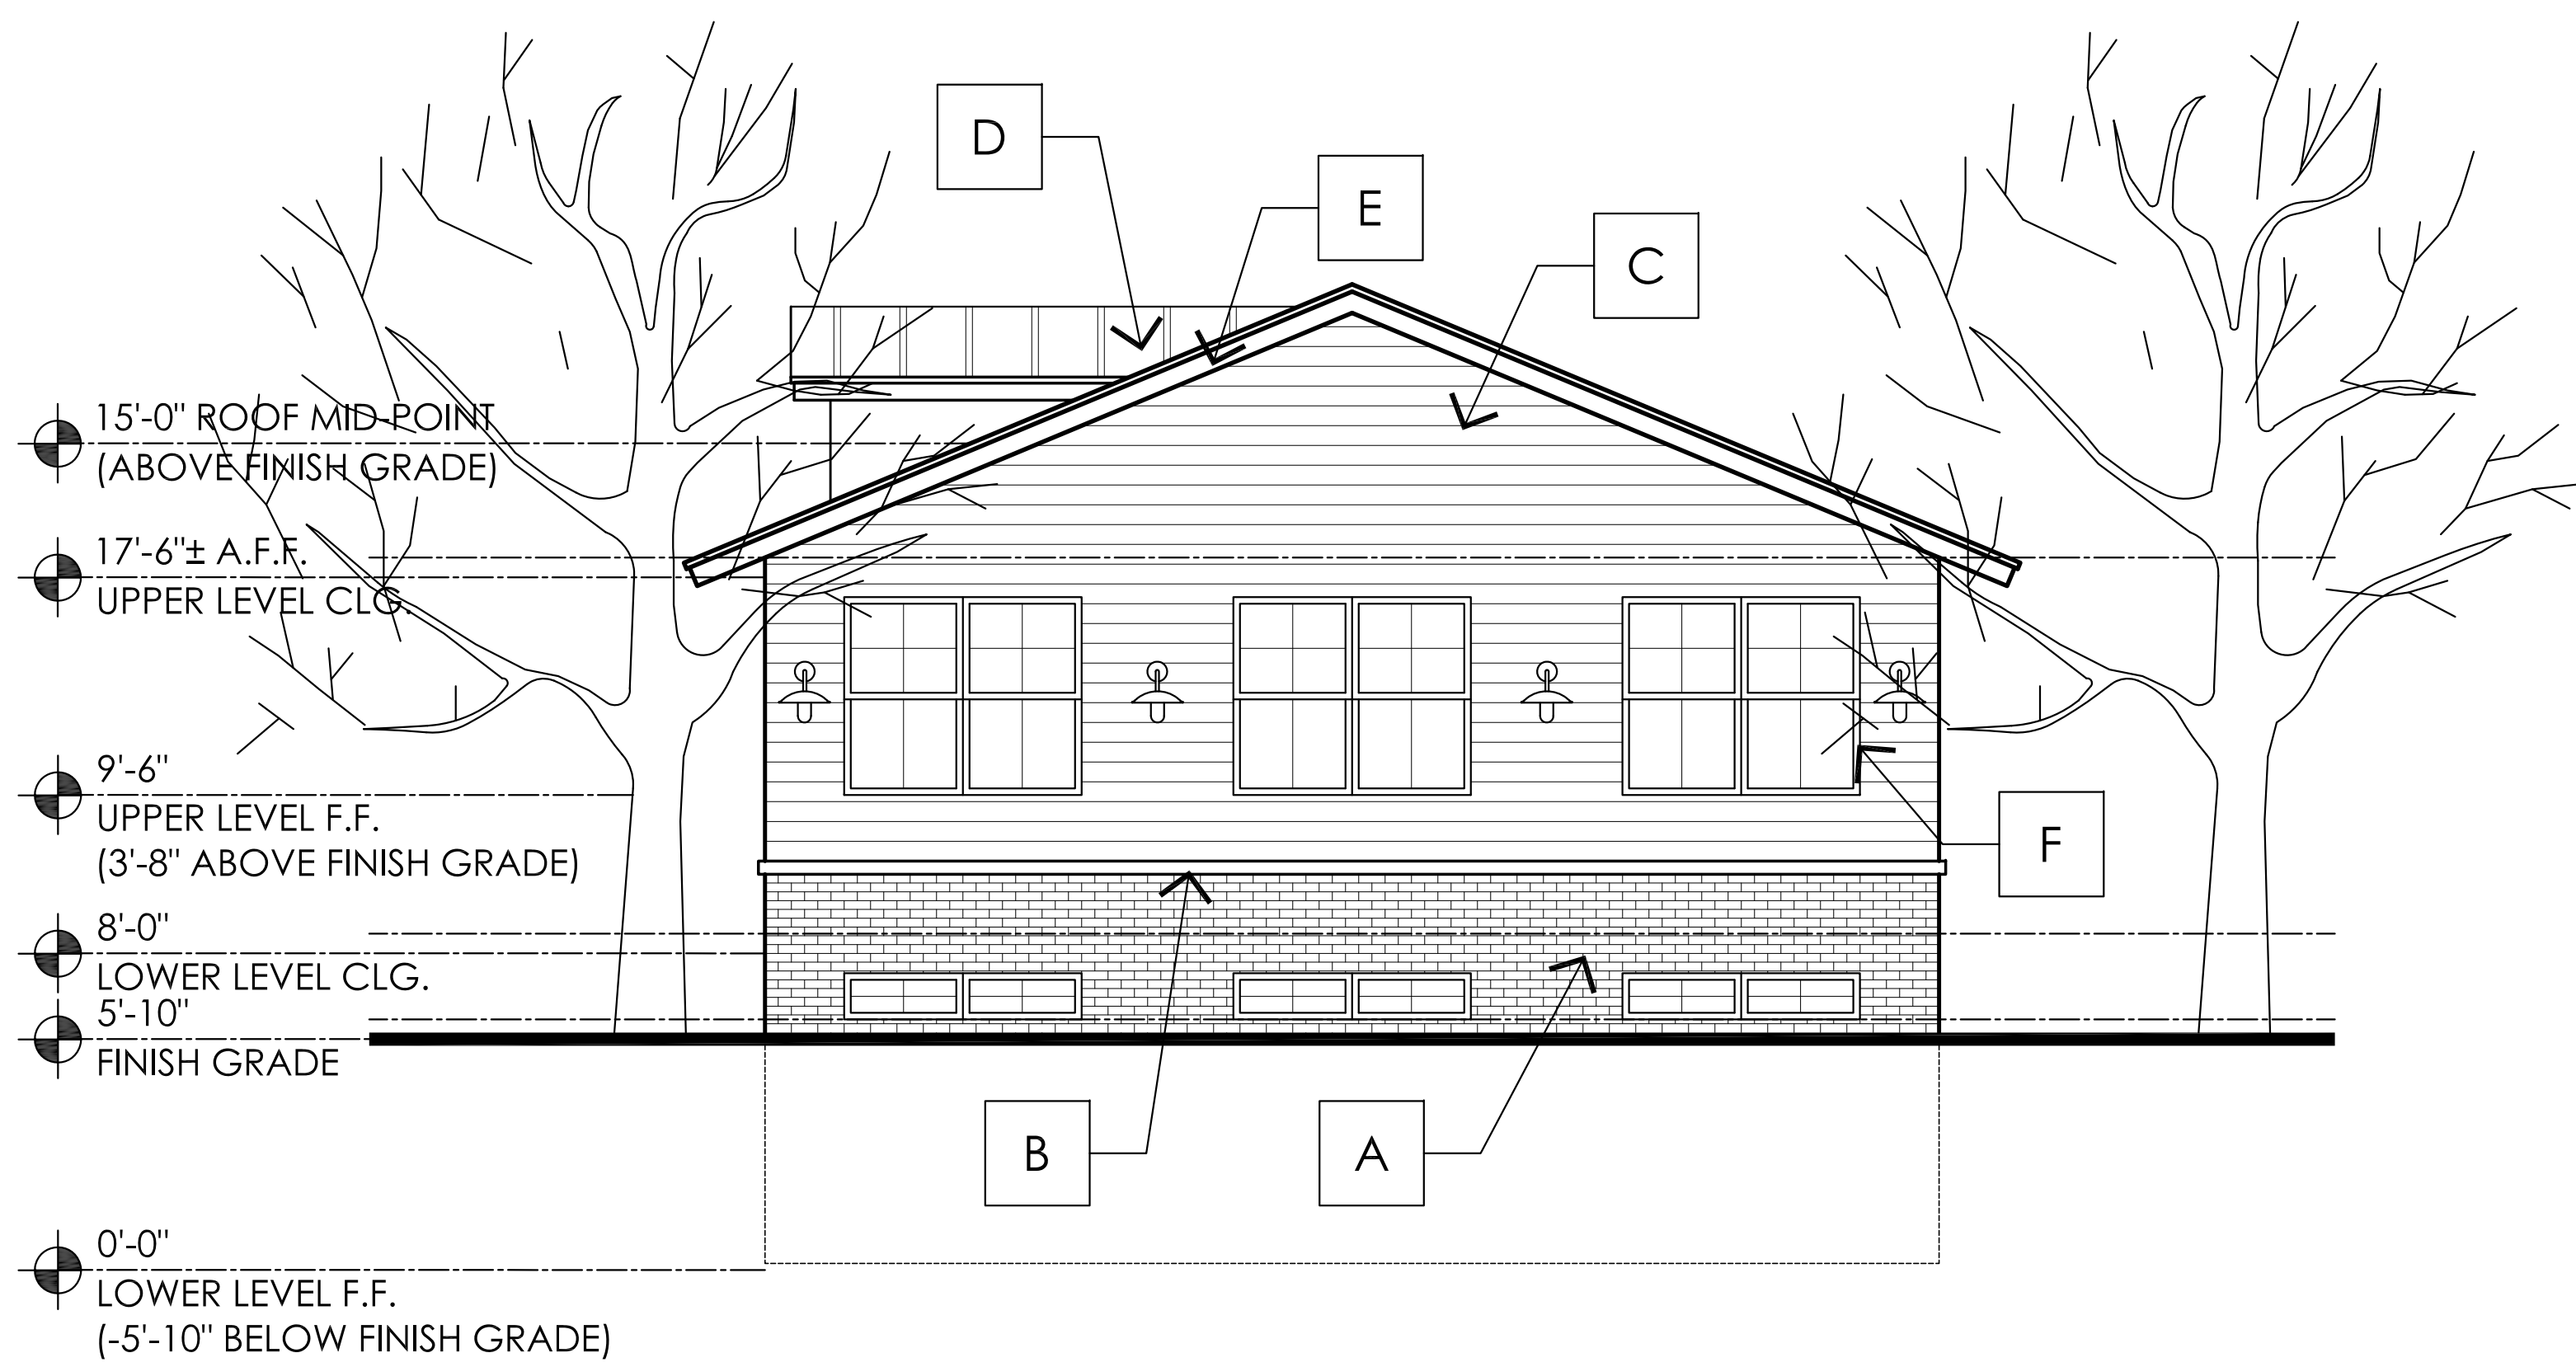 D
E
C
15'-0" ROOF MID-POINT
(ABOVE FINISH GRADE)
17'-6"± A.F.F.
UPPER LEVEL CLG.
9'-6"
UPPER LEVEL F.F.
(3'-8" ABOVE FINISH GRADE)
F
8'-0"
LOWER LEVEL CLG.
5'-10"
FINISH GRADE
B
A
0'-0"
LOWER LEVEL F.F.
(-5'-10" BELOW FINISH GRADE)